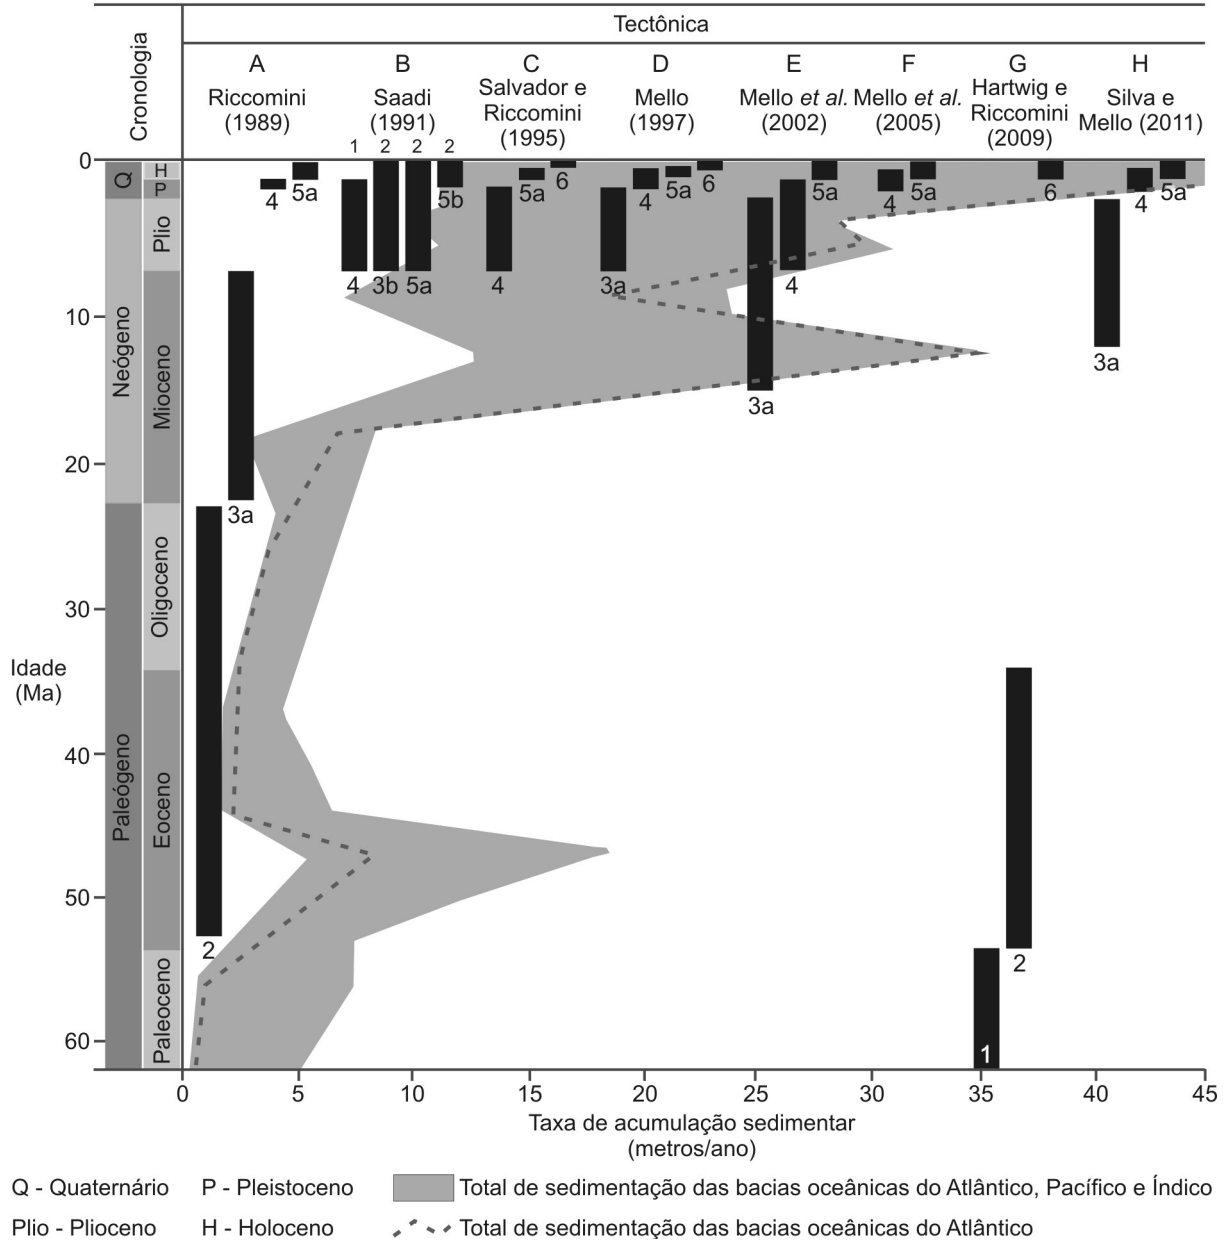 Tectônica
Cronologia
A
B
C
D
E
F
G
H
Riccomini
(1989)
Saadi
(1991)
Salvador e
Riccomini
(1995)
Mello
(1997)
Mello et al.
(2002)
Mello et al.
(2005)
Hartwig e
Riccomini
(2009)
Silva e
Mello (2011)
1
2
2
2
0
Q
H
P
4
5a
5b
5a
6
4
5a
6
5a
4
5a
6
4
5a
Plio
4
3b
5a
4
3a
4
10
Neógeno
Mioceno
3a
3a
20
3a
Oligoceno
30
Idade
(Ma)
40
Paleógeno
Eoceno
50
2
2
Paleoceno
60
1
0
5
10
15
20
25
30
35
40
45
Taxa de acumulação sedimentar
(metros/ano)
Q - Quaternário
P - Pleistoceno
Total de sedimentação das bacias oceânicas do Atlântico, Pacífico e Índico
Plio - Plioceno
H - Holoceno
Total de sedimentação das bacias oceânicas do Atlântico